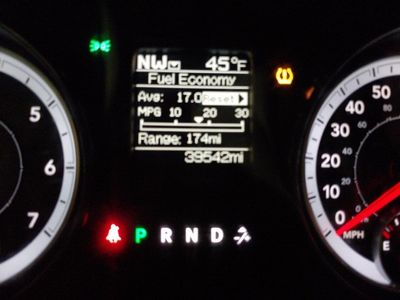 NW 45°F
Fuel Economy
Avg: 17.0 Reset
MPG 10 20 30
Range: 174mi
39542mi
5
6
7
50
40
30
20
10
0
MPH
E
P R N D